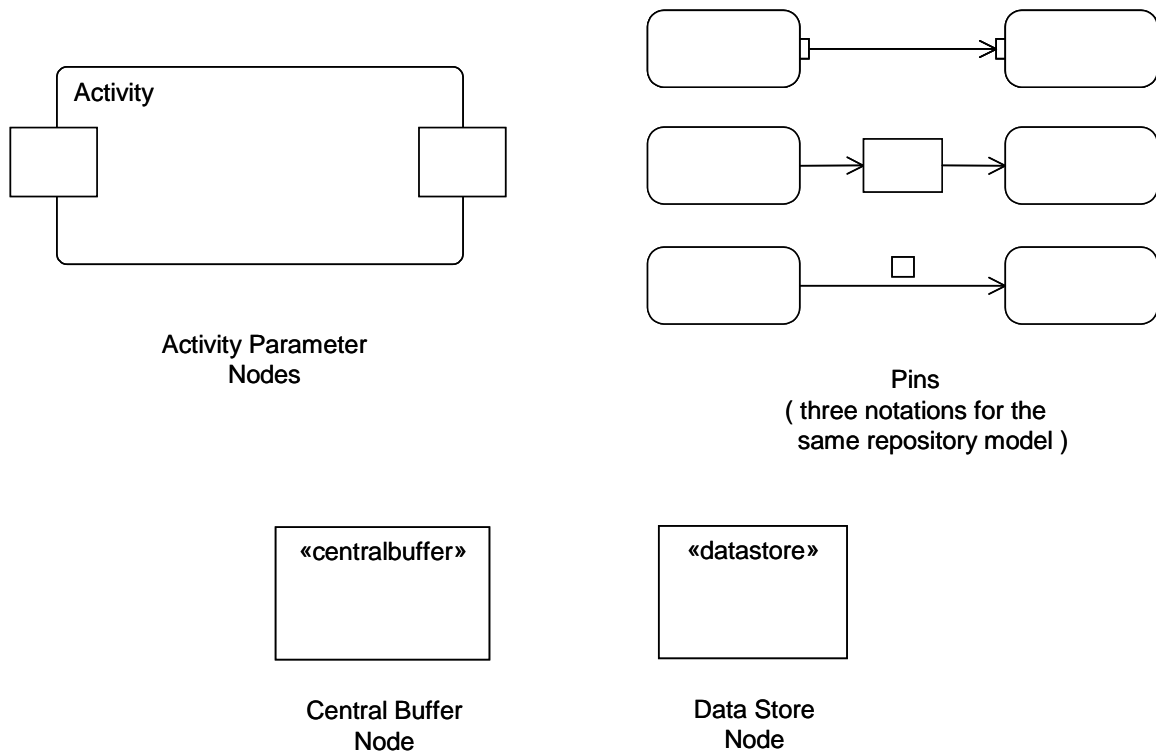 Activity
Activity Parameter
Nodes
Pins
( three notations for the
same repository model )
«centralbuffer»
«datastore»
Central Buffer
Node
Data Store
Node